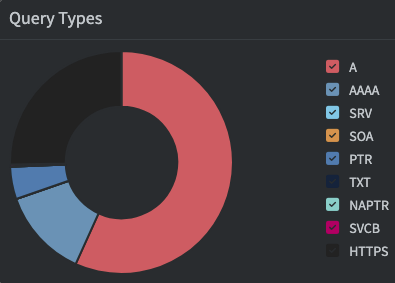 Query Types
A
AAAA
SRV
SOA
PTR
TXT
NAPTR
SVCB
HTTPS